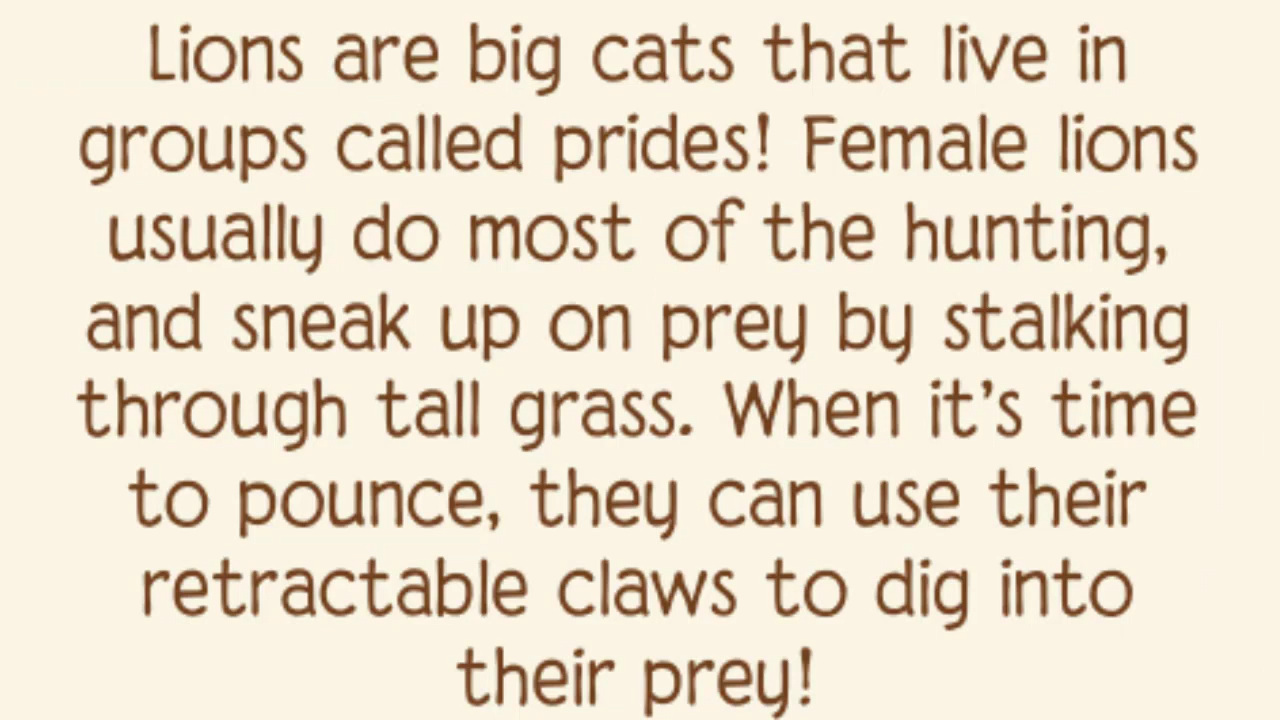 Lions are big cats that live in
groups called prides! Female lions
usually do most of the hunting,
and sneak up on prey by stalking
through tall grass. When it’s time
to pounce, they can use their
retractable claws to dig into
their prey!